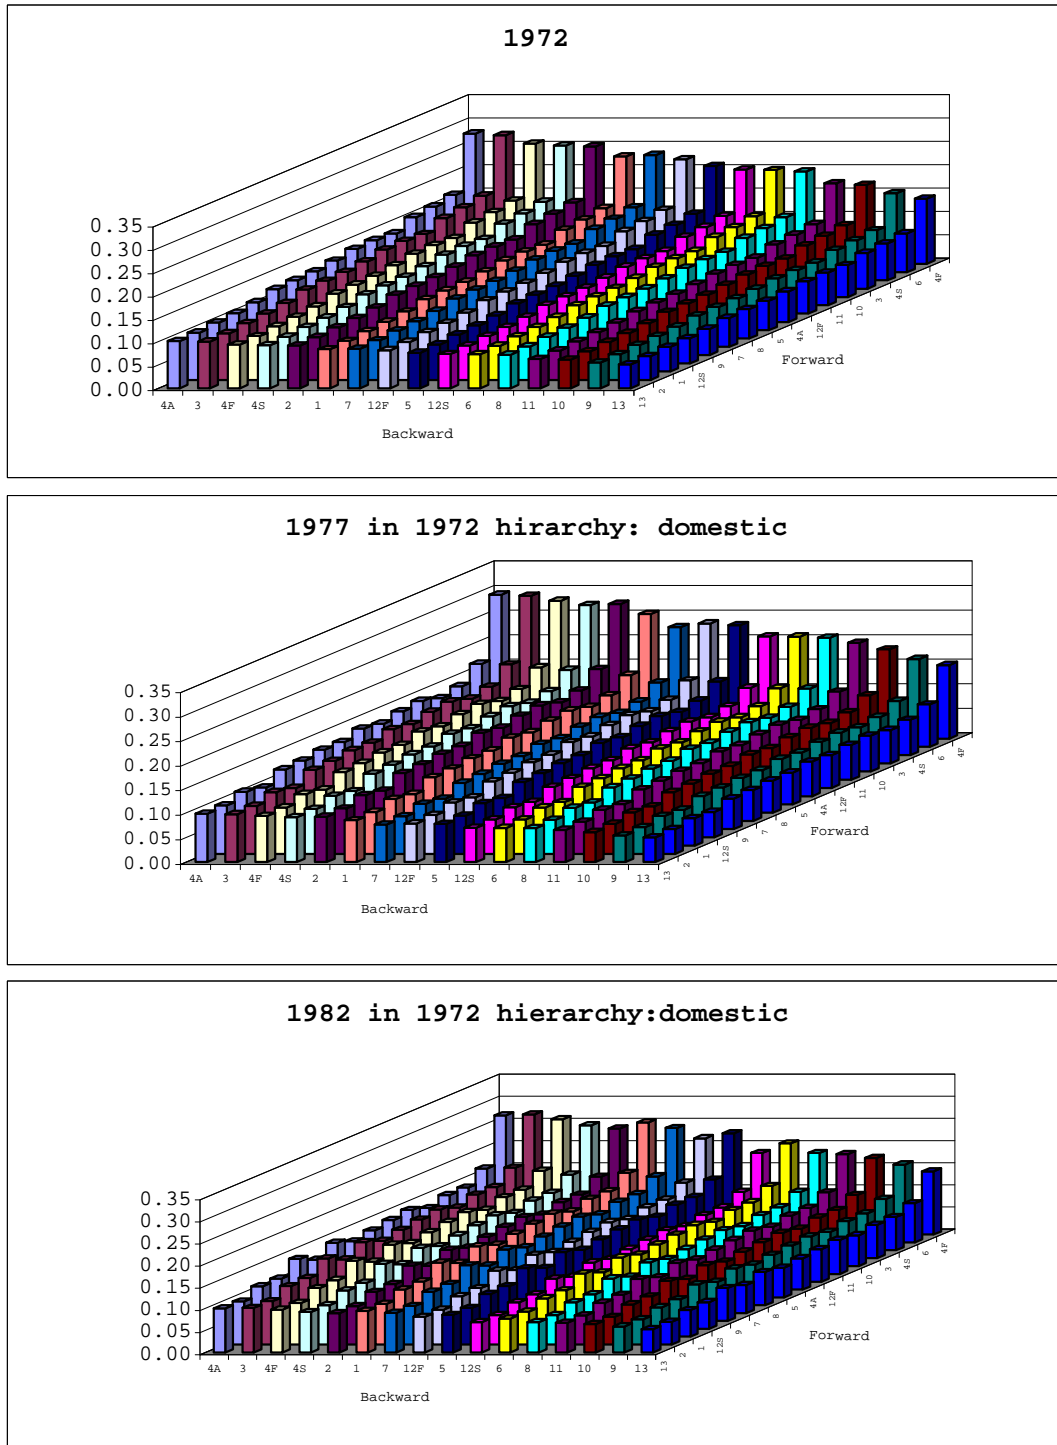 1972
0.35
0.30
0.25
0.20
0.15
0.10
0.05
0.00
4A 3 4F 4S 2 1 7 12F 5 12S 6 8 11 10 9 13
Backward
13 2 1 12S 9 7 8 5 4A 12F 11 10 3 4S 6 4F
Forward
1977 in 1972 hirarchy: domestic
0.35
0.30
0.25
0.20
0.15
0.10
0.05
0.00
4A 3 4F 4S 2 1 7 12F 5 12S 6 8 11 10 9 13
Backward
13 2 1 12S 9 7 8 5 4A 12F 11 10 3 4S 6 4F
Forward
1982 in 1972 hierarchy:domestic
0.35
0.30
0.25
0.20
0.15
0.10
0.05
0.00
4A 3 4F 4S 2 1 7 12F 5 12S 6 8 11 10 9 13
Backward
13 2 1 12S 9 7 8 5 4A 12F 11 10 3 4S 6 4F
Forward